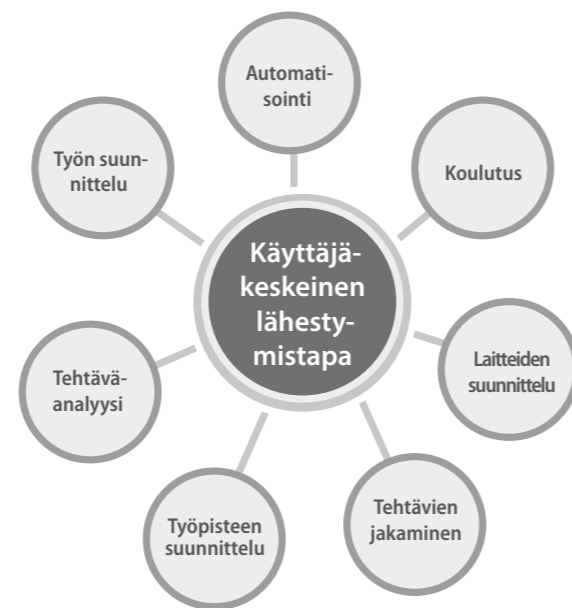 Automati-
sointi
Koulutus
Laitteiden
suunnittelu
Tehtävien
jakaminen
Työpisteen
suunnittelu
Tehtävä-
analyysi
Työn suun-
nittelu
Käyttäjä-
keskeinen
lähesty-
mistapa